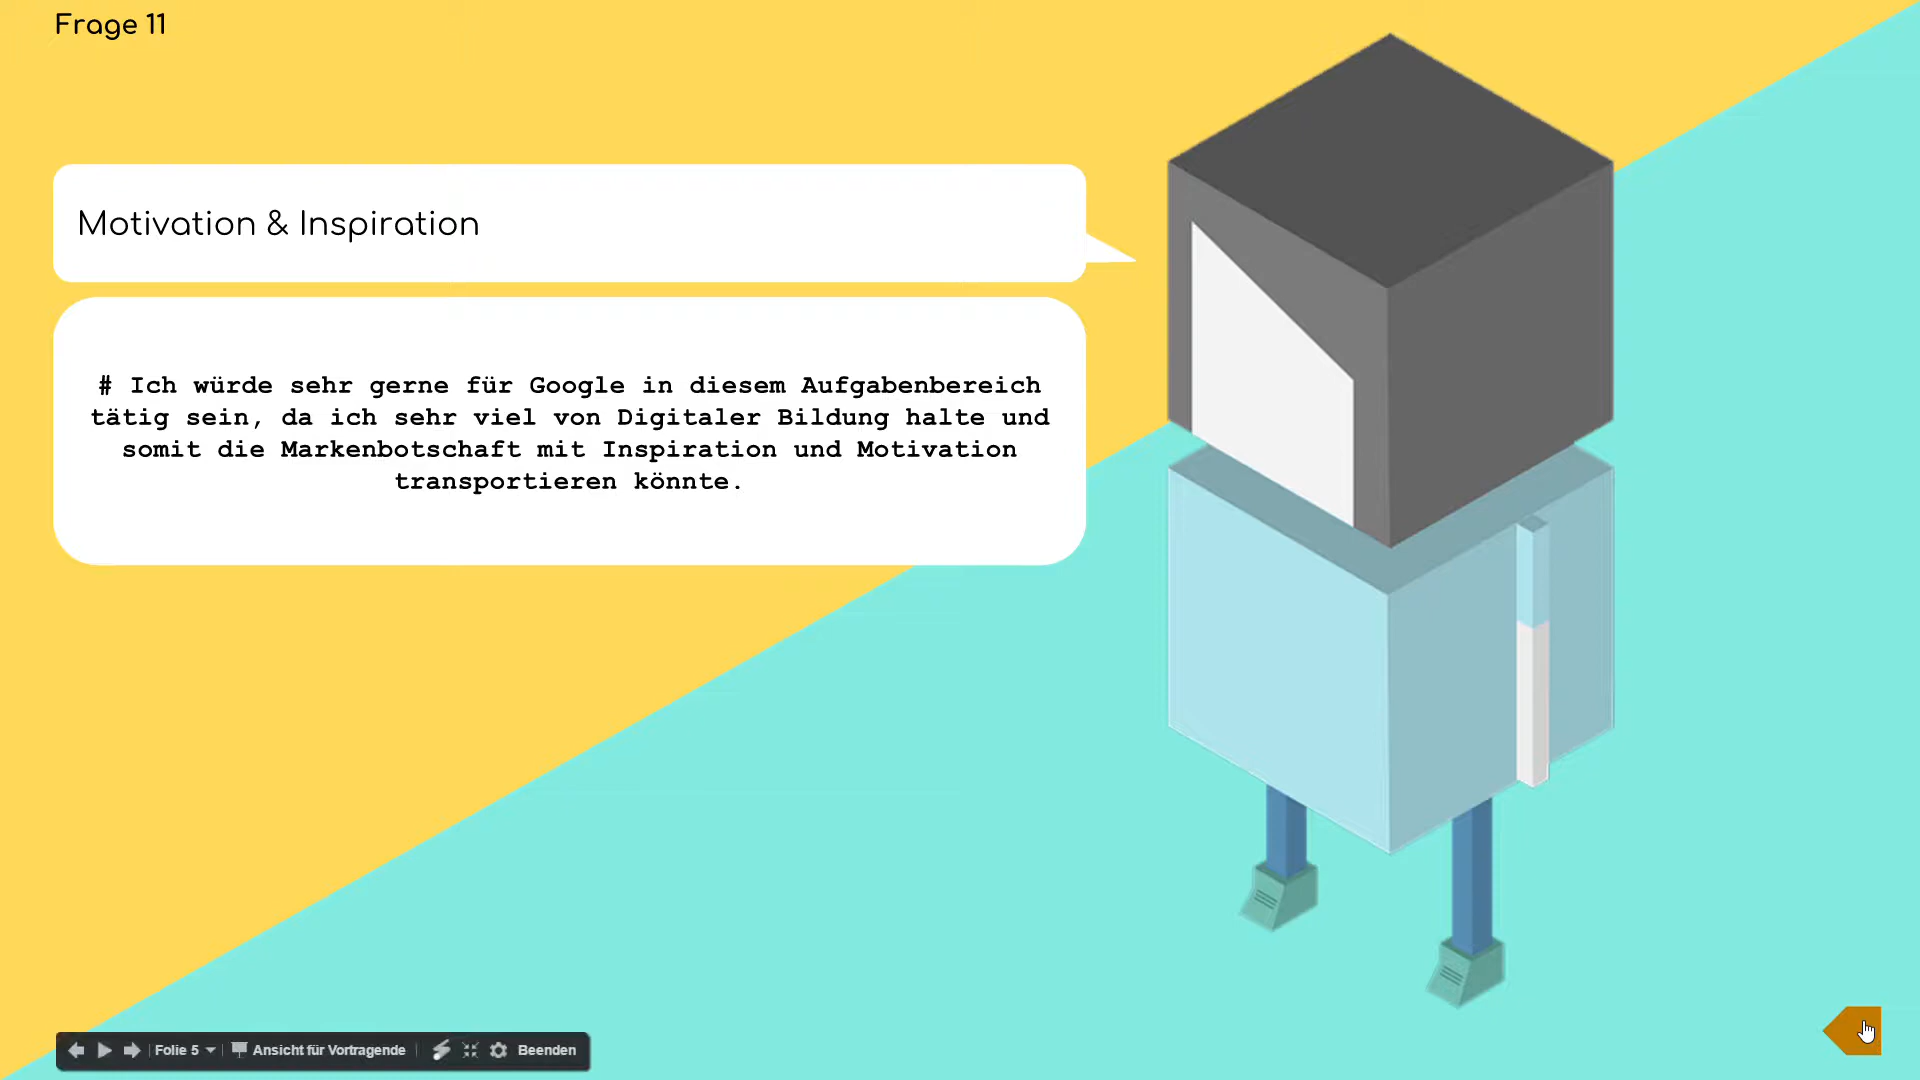 Frage 11
Motivation & Inspiration
# Ich würde sehr gerne für Google in diesem Aufgabenbereich
tätig sein, da ich sehr viel von Digitaler Bildung halte und
somit die Markenbotschaft mit Inspiration und Motivation
transportieren könnte.
Folie 5 Ansicht für Vortragende Beenden